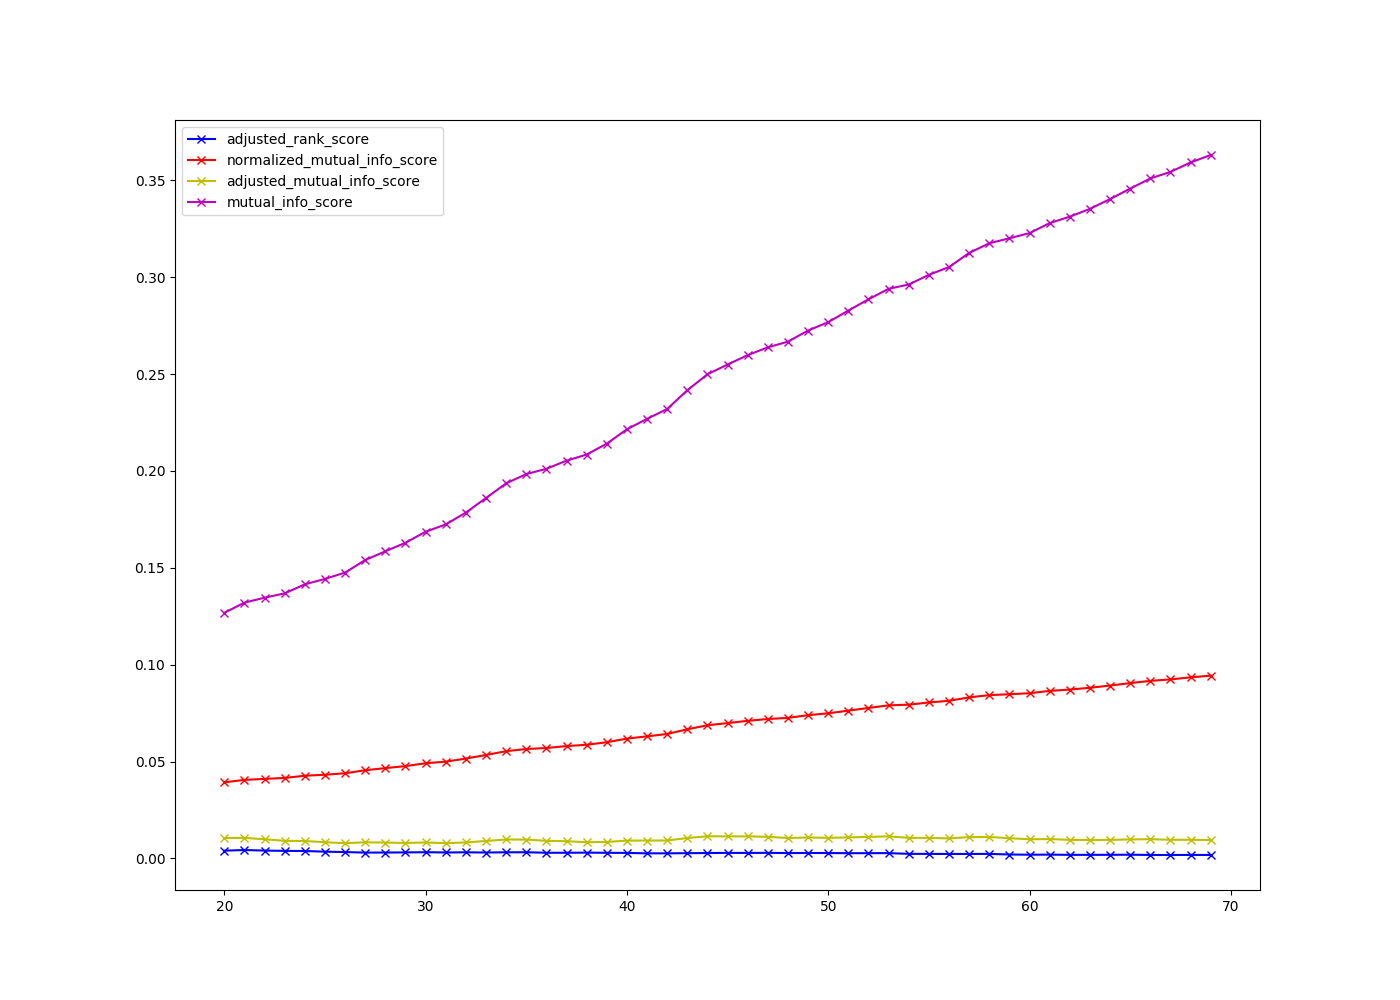 adjusted_rank_score
normalized_mutual_info_score
adjusted_mutual_info_score
mutual_info_score
0.35
0.30
0.25
0.20
0.15
0.10
0.05
0.00
20 30 40 50 60 70